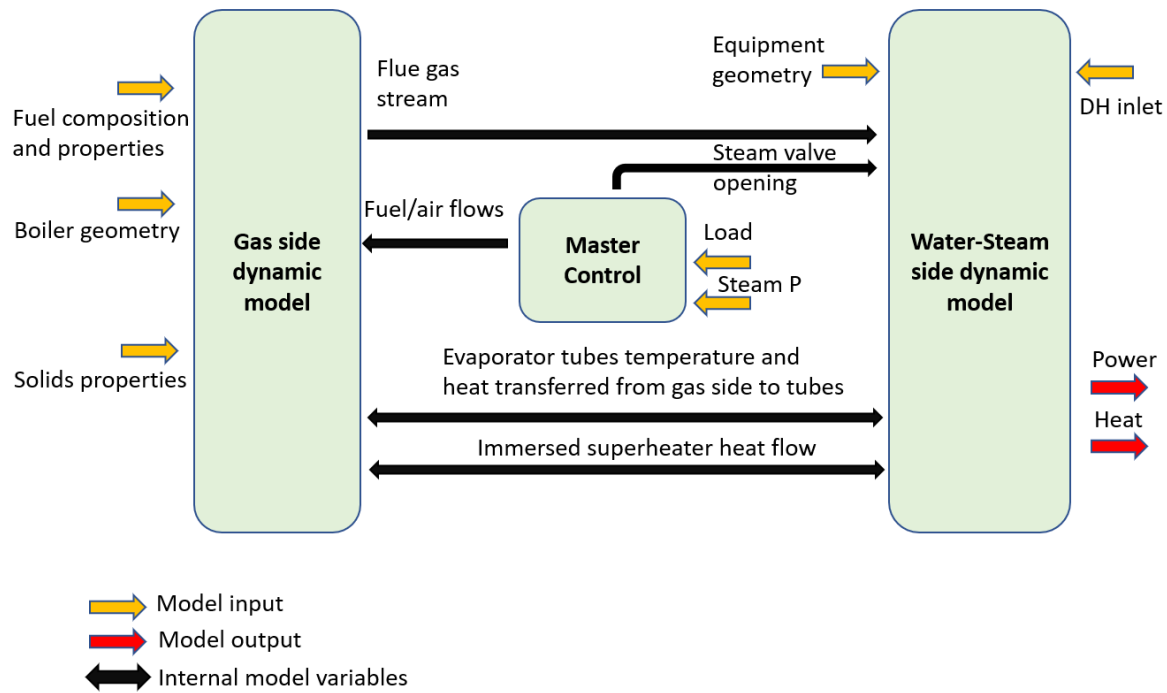 Equipment
geometry
Flue gas
stream
DH inlet
Fuel composition
and properties
Steam valve
opening
Fuel/air flows
Boiler geometry
Gas side
dynamic
model
Master
Control
Load
Steam P
Water-Steam
side dynamic
model
Solids properties
Evaporator tubes temperature and
heat transferred from gas side to tubes
Power
Heat
Immersed superheater heat flow
Model input
Model output
Internal model variables